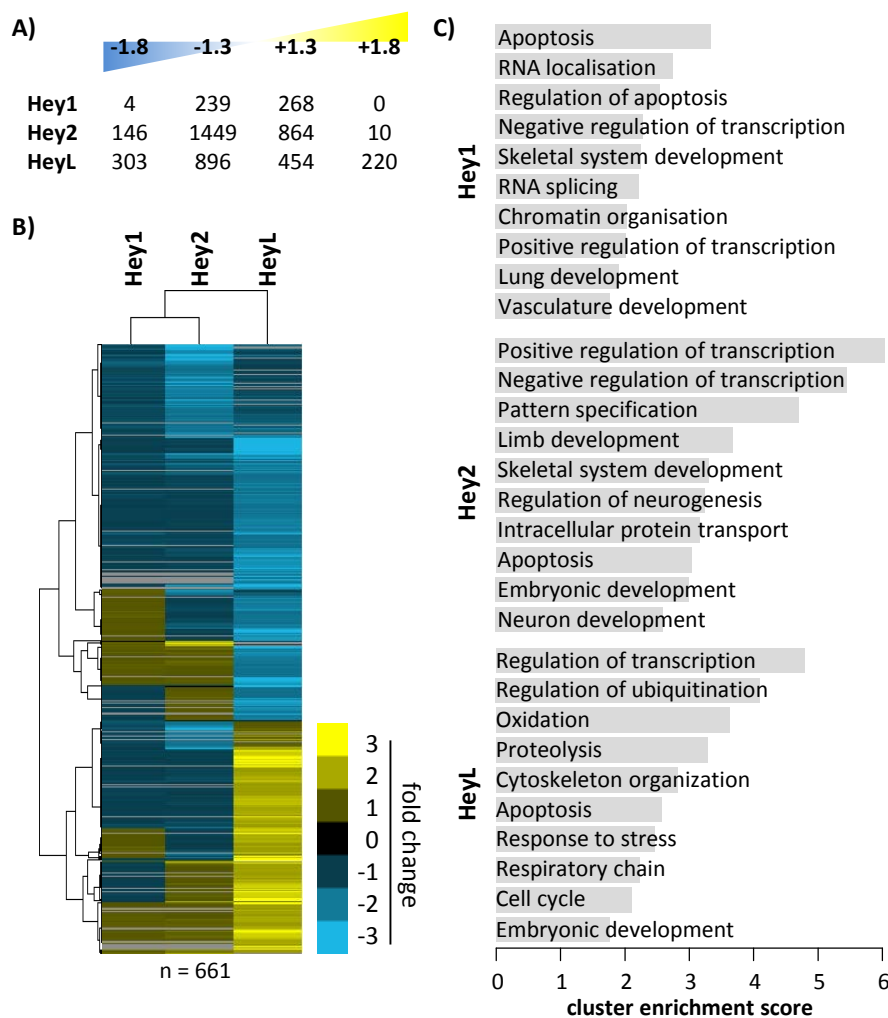 A)
-1.8 -1.3 +1.3 +1.8
Hey1 4 239 268 0
Hey2 146 1449 864 10
HeyL 303 896 454 220
B)
Hey1 Hey2 HeyL
3
2
1
0
-1
-2
-3
fold change
n = 661
C)
Hey1
Apoptosis
RNA localisation
Regulation of apoptosis
Negative regulation of transcription
Skeletal system development
RNA splicing
Chromatin organisation
Positive regulation of transcription
Lung development
Vasculature development
Hey2
Positive regulation of transcription
Negative regulation of transcription
Pattern specification
Limb development
Skeletal system development
Regulation of neurogenesis
Intracellular protein transport
Apoptosis
Embryonic development
Neuron development
HeyL
Regulation of transcription
Regulation of ubiquitination
Oxidation
Proteolysis
Cytoskeleton organization
Apoptosis
Response to stress
Respiratory chain
Cell cycle
Embryonic development
0 1 2 3 4 5 6
cluster enrichment score